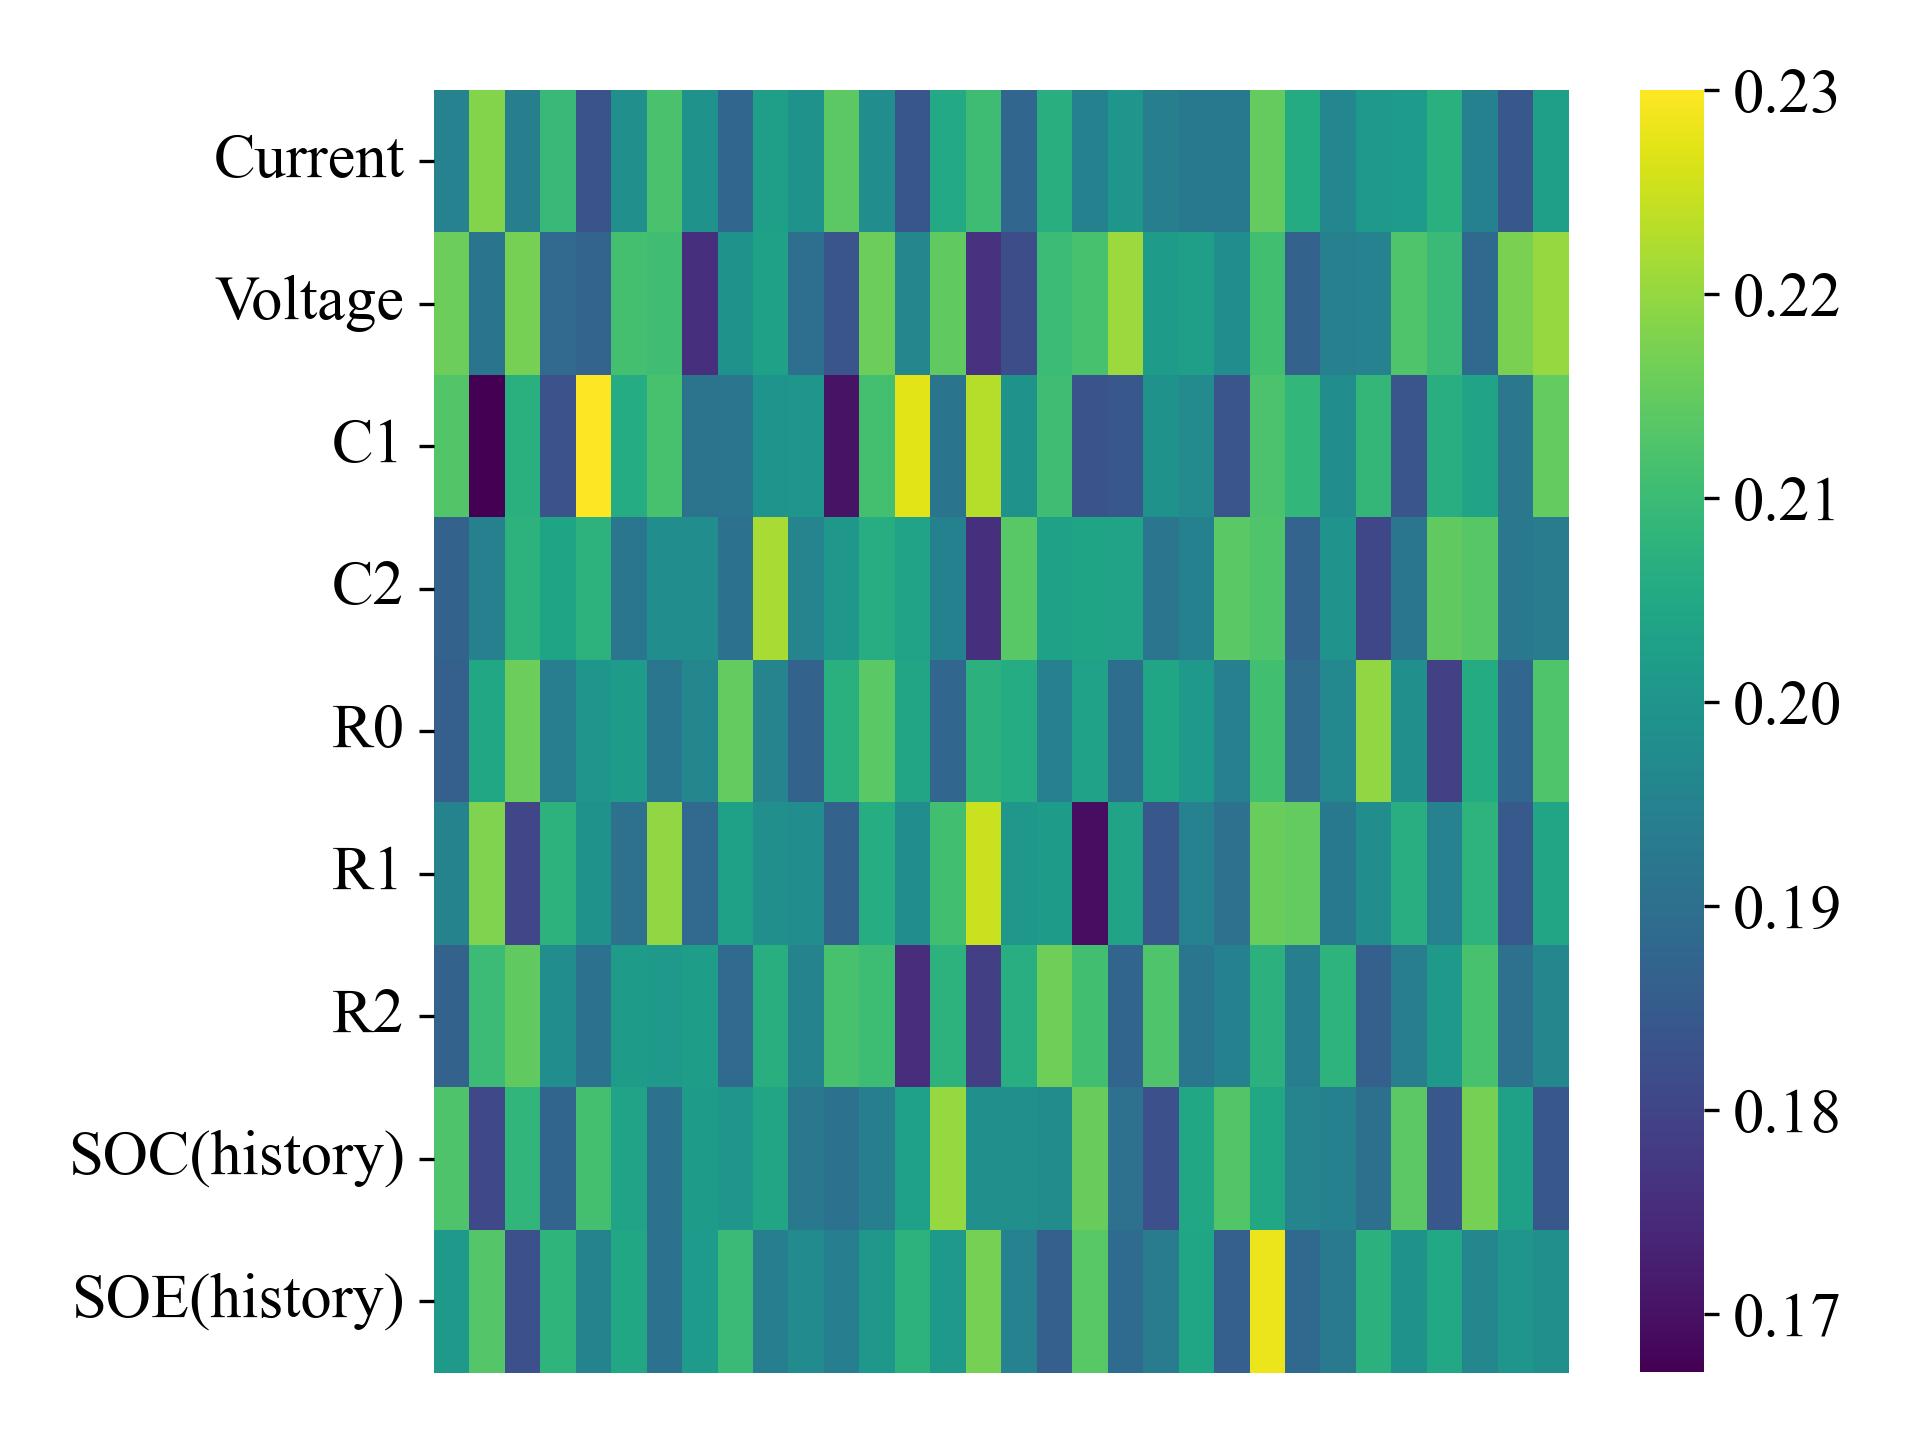 Current
Voltage
C1
C2
R0
R1
R2
SOC(history)
SOE(history)
0.23
0.22
0.21
0.20
0.19
0.18
0.17